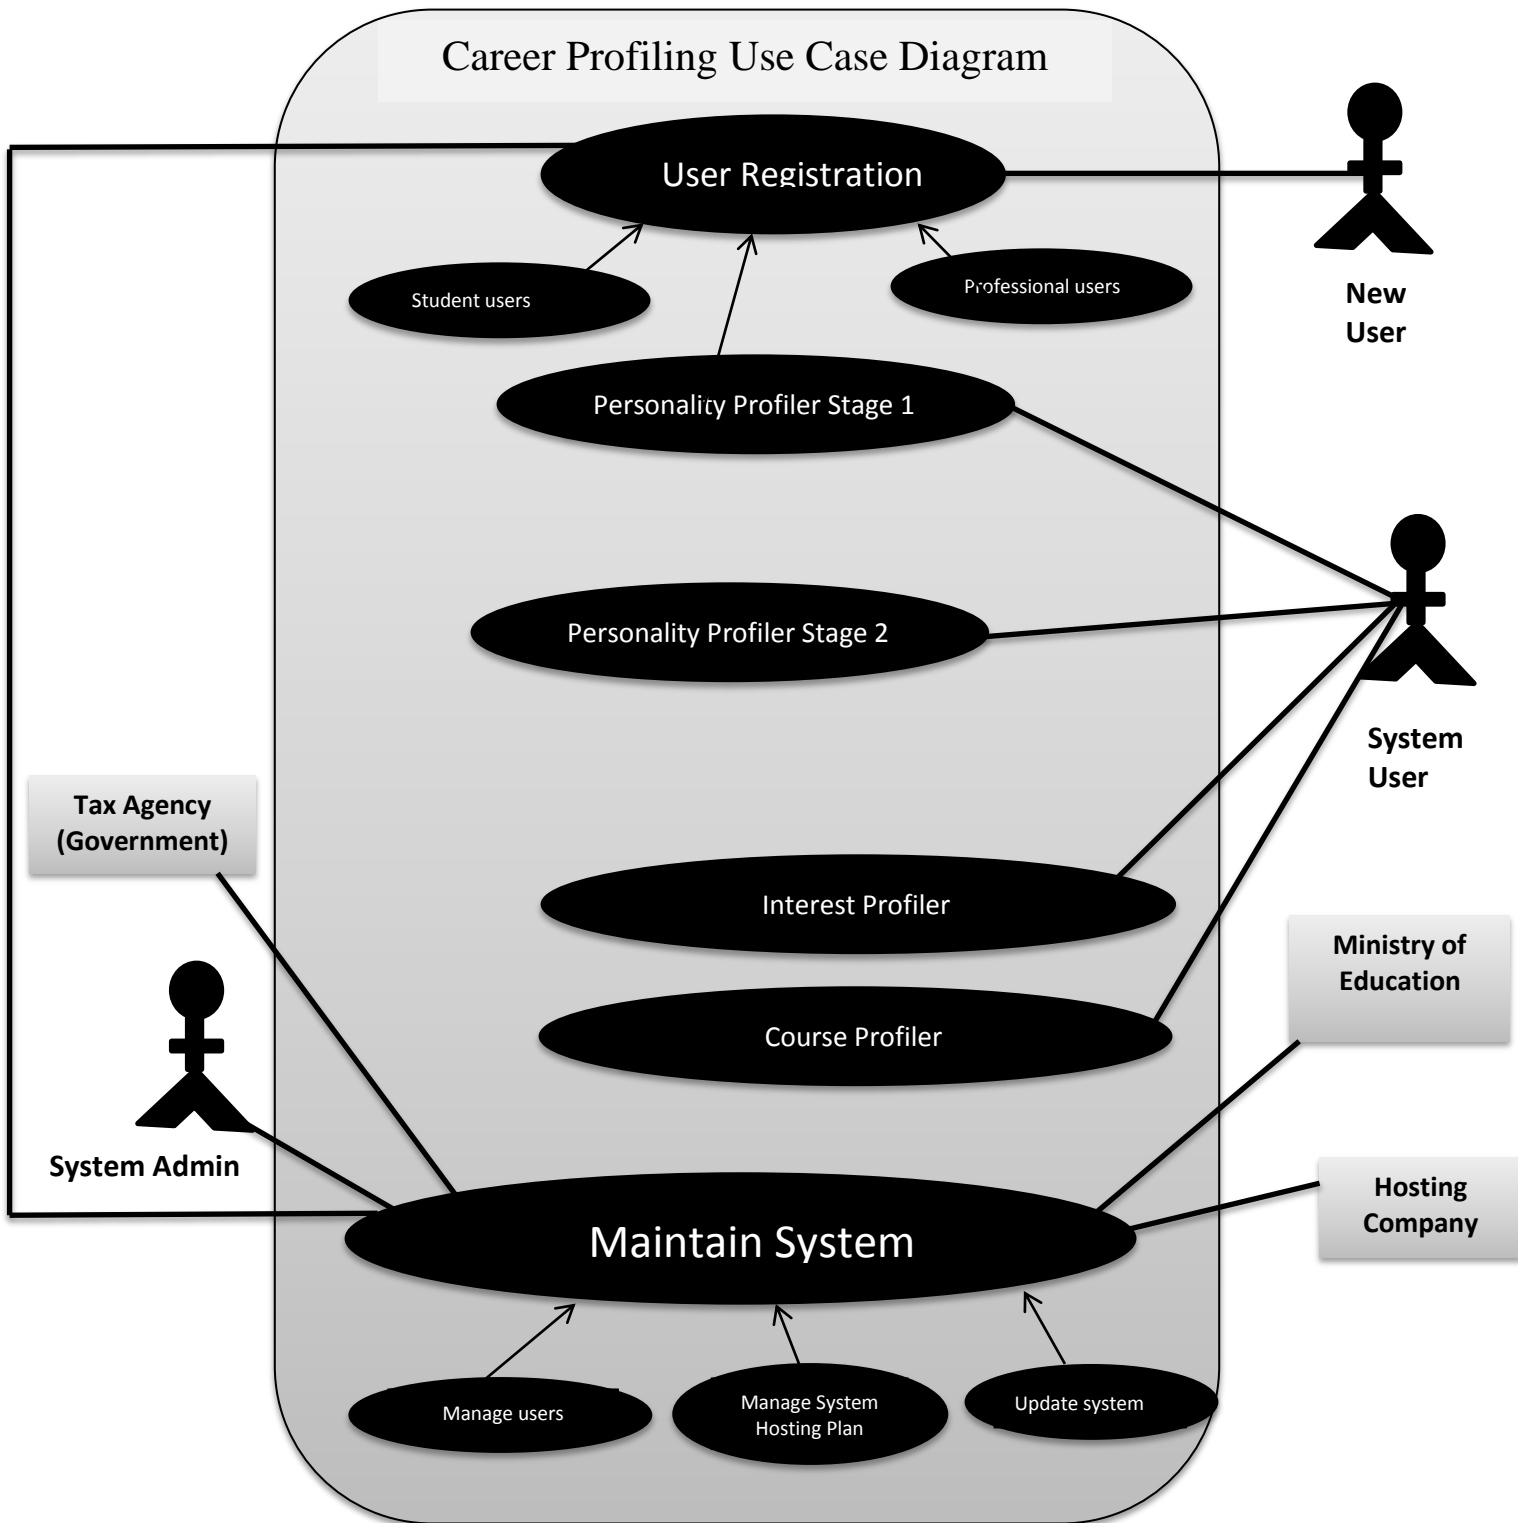 Career Profiling Use Case Diagram
User Registration
Student users
Professional users
New
User
Personality Profiler Stage 1
Personality Profiler Stage 2
System
User
Tax Agency
(Government)
Interest Profiler
Ministry of
Education
Course Profiler
System Admin
Hosting
Company
Maintain System
Manage users
Manage System
Hosting Plan
Update system